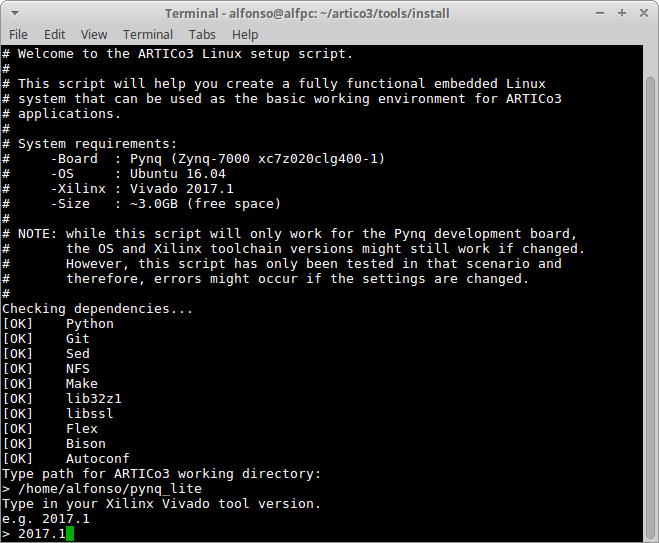 Terminal - alfonso@alfpc: ~/artico3/tools/install
File Edit View Terminal Tabs Help
# Welcome to the ARTICo3 Linux setup script.
#
# This script will help you create a fully functional embedded Linux
# system that can be used as the basic working environment for ARTICo3
# applications.
#
# System requirements:
#     -Board  : Pynq (Zynq-7000 xc7z020clg400-1)
#     -OS     : Ubuntu 16.04
#     -Xilinx : Vivado 2017.1
#     -Size   : ~3.0GB (free space)
#
# NOTE: while this script will only work for the Pynq development board,
#       the OS and Xilinx toolchain versions might still work if changed.
#       However, this script has only been tested in that scenario and
#       therefore, errors might occur if the settings are changed.
#
Checking dependencies...
[OK]    Python
[OK]    Git
[OK]    Sed
[OK]    NFS
[OK]    Make
[OK]    lib32z1
[OK]    libssl
[OK]    Flex
[OK]    Bison
[OK]    Autoconf
Type path for ARTICo3 working directory:
> /home/alfonso/pynq_lite
Type in your Xilinx Vivado tool version.
e.g. 2017.1
> 2017.1